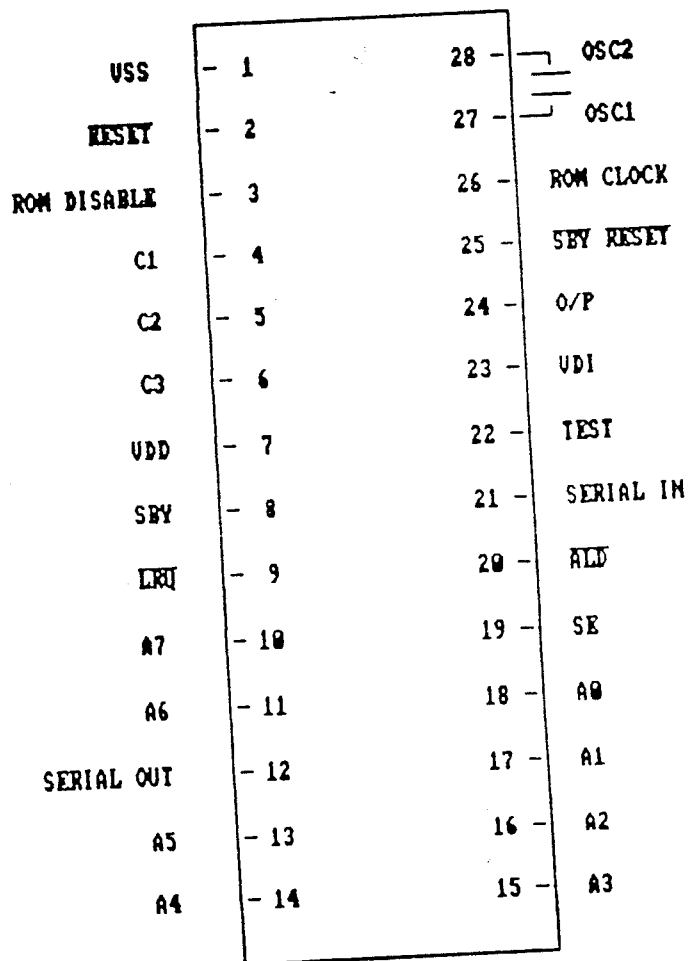 VSS - 1 28 - OSC2
RESET - 2 27 - OSC1
ROM DISABLE - 3 26 - ROM CLOCK
C1 - 4 25 - SBY RESET
C2 - 5 24 - O/P
C3 - 6 23 - VDI
VDD - 7 22 - TEST
SBY - 8 21 - SERIAL IN
LRQ - 9 20 - ALD
A7 - 10 19 - SE
A6 - 11 18 - A0
SERIAL OUT - 12 17 - A1
A5 - 13 16 - A2
A4 - 14 15 - A3